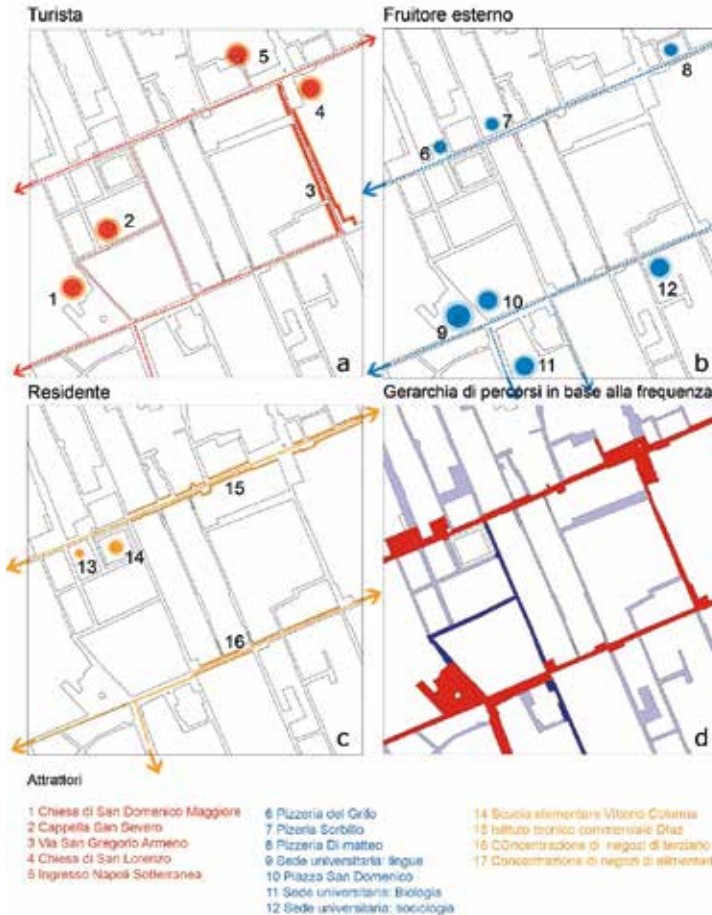 Turista
Fruitore esterno
5
4
3
2
1
a
8
7
6
12
10
9
11
b
Residente
Gerarchia di percorsi in base alla frequenza
15
13
14
16
c
d
Attrattori
1 Chiesa di San Domenico Maggiore
2 Cappella San Severo
3 Via San Gregorio Armeno
4 Chiesa di San Lorenzo
5 Ingresso Napoli Sotterranea
6 Pizzeria del Grillo
7 Pizeria Sorbillo
8 Pizzeria Di matteo
9 Sede universitaria: lingue
10 Piazza San Domenico
11 Sede universitaria: Biologia
12 Sede universitaria: sociologia
14 Scuola elementare Vittorio Colonna
15 Istituto tecnico commerciale Diaz
16 COncentrazione di negozi di terziario
17 Concentrazione di negozi di alimentari